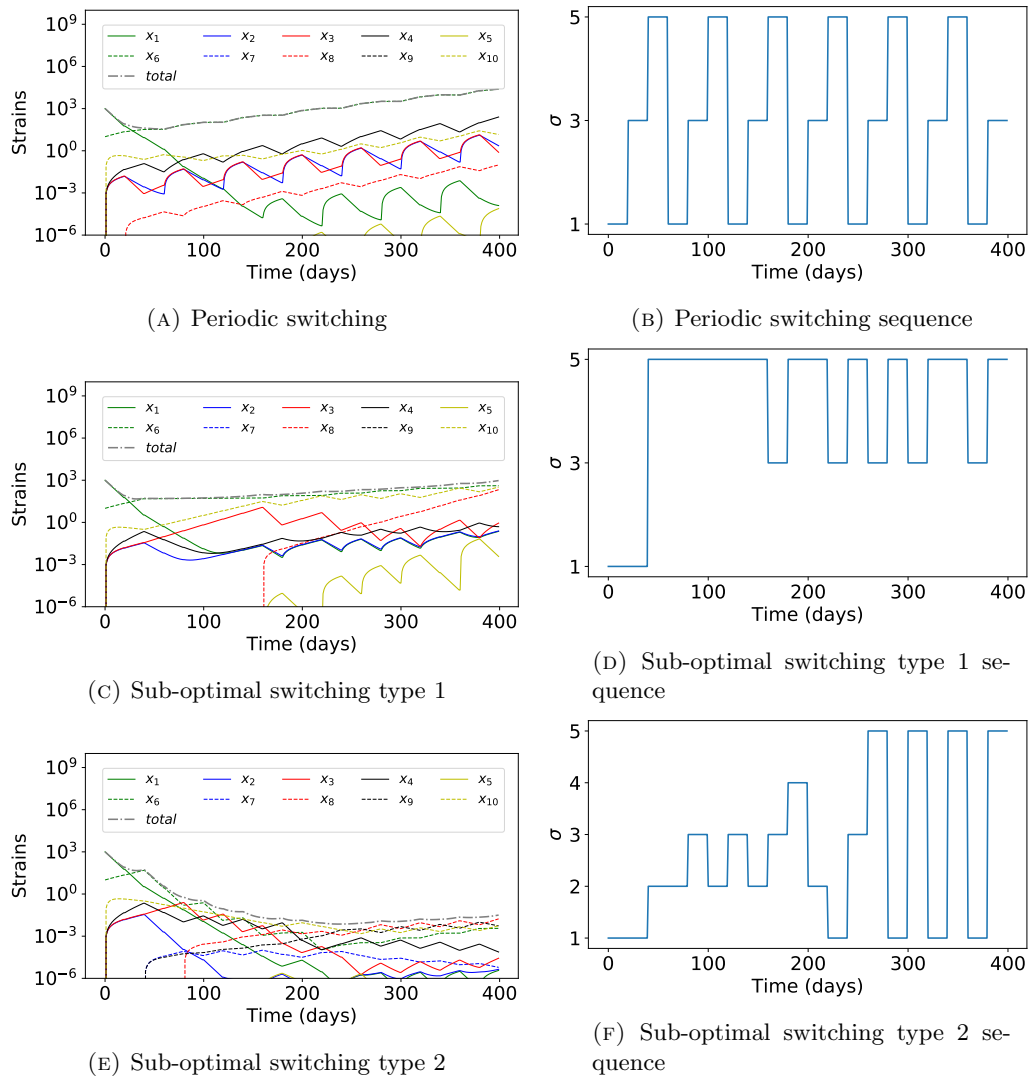 10^9
10^6
10^3
10^0
10^-3
10^-6
Strains
x1 x2 x3 x4 x5
x6 x7 x8 x9 x10
total
0 100 200 300 400
Time (days)
(A) Periodic switching
5
3
1
σ
0 100 200 300 400
Time (days)
(B) Periodic switching sequence
10^9
10^6
10^3
10^0
10^-3
10^-6
Strains
x1 x2 x3 x4 x5
x6 x7 x8 x9 x10
total
0 100 200 300 400
Time (days)
(C) Sub-optimal switching type 1
5
3
1
σ
0 100 200 300 400
Time (days)
(D) Sub-optimal switching type 1 se-
quence
10^9
10^6
10^3
10^0
10^-3
10^-6
Strains
x1 x2 x3 x4 x5
x6 x7 x8 x9 x10
total
0 100 200 300 400
Time (days)
(E) Sub-optimal switching type 2
5
4
3
2
1
σ
0 100 200 300 400
Time (days)
(F) Sub-optimal switching type 2 se-
quence